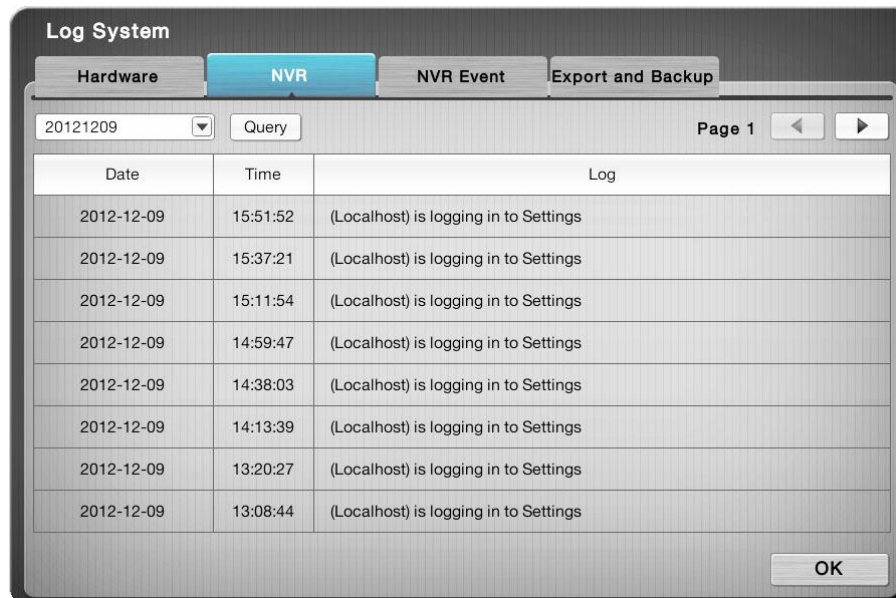 Log System
Hardware NVR NVR Event Export and Backup
20121209 Query Page 1
Date Time Log
2012-12-09 15:51:52 (Localhost) is logging in to Settings
2012-12-09 15:37:21 (Localhost) is logging in to Settings
2012-12-09 15:11:54 (Localhost) is logging in to Settings
2012-12-09 14:59:47 (Localhost) is logging in to Settings
2012-12-09 14:38:03 (Localhost) is logging in to Settings
2012-12-09 14:13:39 (Localhost) is logging in to Settings
2012-12-09 13:20:27 (Localhost) is logging in to Settings
2012-12-09 13:08:44 (Localhost) is logging in to Settings
OK